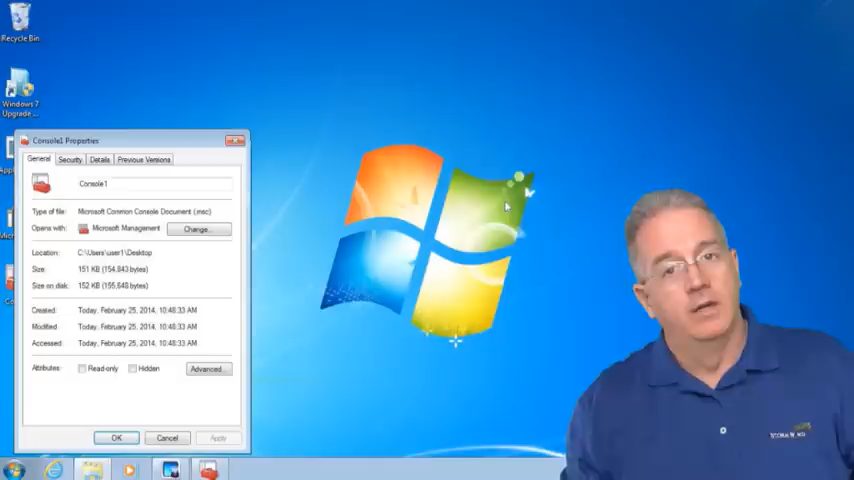 Recycle Bin
Windows 7
Upgrade ...
Console1 Properties
General Security Details Previous Versions
Console1
Type of file: Microsoft Common Console Document (.msc)
Opens with: Microsoft Management Change...
Location: C:\Users\user1\Desktop
Size: 151 KB (154,843 bytes)
Size on disk: 152 KB (155,648 bytes)
Created: Today, February 25, 2014, 10:48:33 AM
Modified: Today, February 25, 2014, 10:48:33 AM
Accessed: Today, February 25, 2014, 10:48:33 AM
Attributes: Read-only Hidden Advanced...
OK Cancel Apply